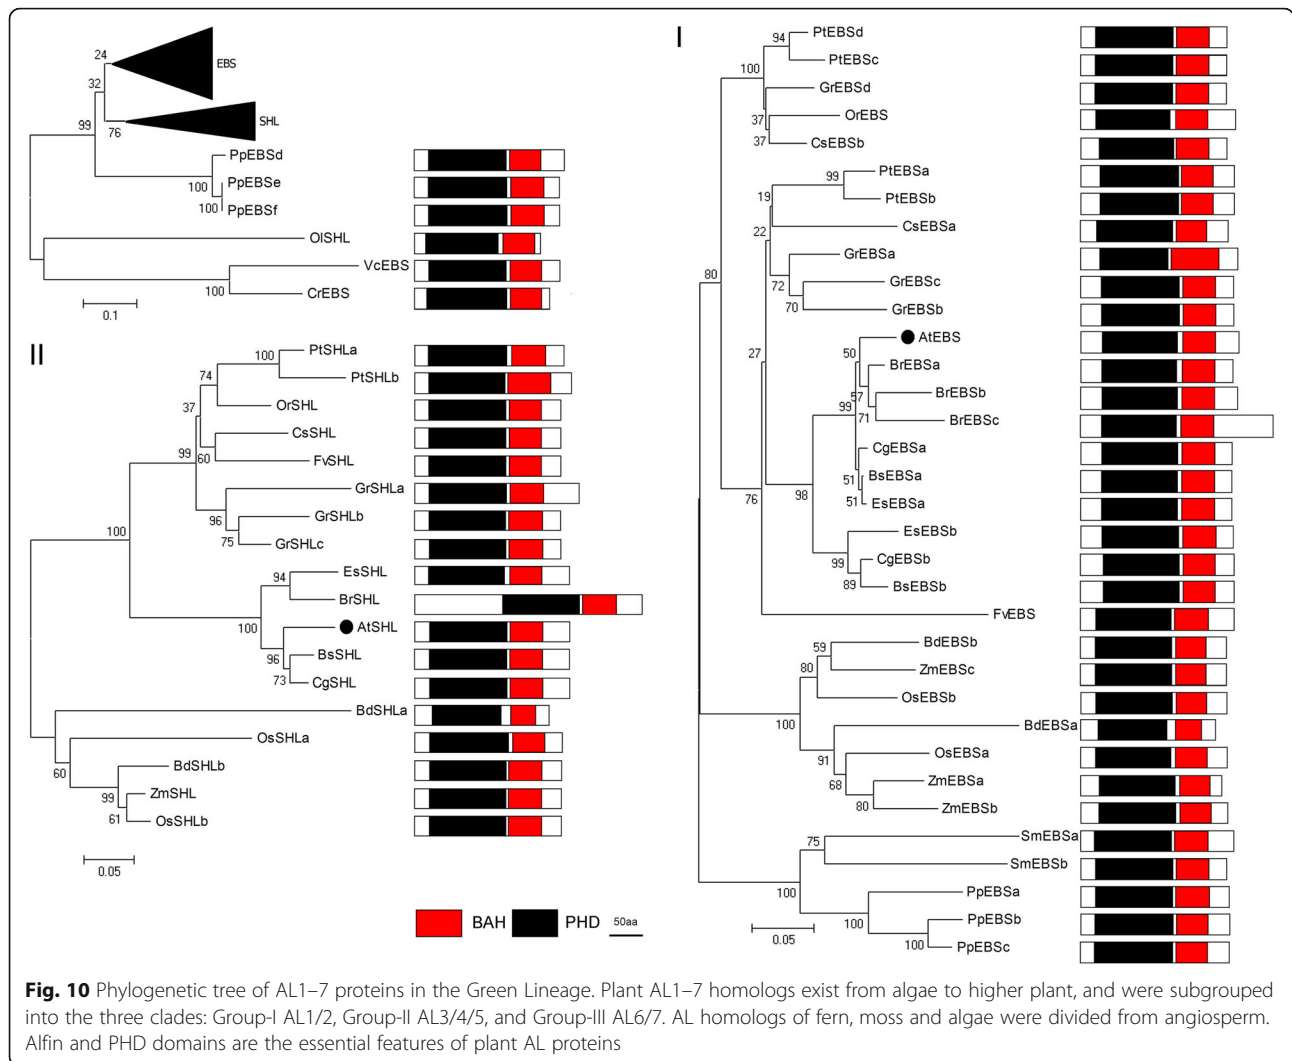 24
EBS
32
SHL
99
76
PpEBSd
PpEBSe
100
PpEBSf
100
OlSHL
VcEBS
100
CrEBS
0.1
II
PtSHLa
100
PtSHLb
74
OrSHL
37
CsSHL
99
60
FvSHL
GrSHLa
96
GrSHLb
75
GrSHLc
100
EsSHL
94
BrSHL
100
AtSHL
96
BsSHL
73
CgSHL
BdSHLa
OsSHLa
60
BdSHLb
99
ZmSHL
61
OsSHLb
0.05
I
PtEBSd
94
PtEBSc
100
GrEBSd
37
OrEBS
37
CsEBSb
PtEBSa
99
PtEBSb
19
CsEBSa
22
GrEBSa
72
GrEBSc
70
GrEBSb
80
AtEBS
50
BrEBSa
27
57
BrEBSb
99
71
BrEBSc
CgEBSa
51
BsEBSa
51
EsEBSa
76
98
EsEBSb
99
CgEBSb
89
BsEBSb
FvEBS
59
BdEBSb
80
ZmEBSc
OsEBSb
100
BdEBSa
91
OsEBSa
68
ZmEBSa
80
ZmEBSb
75
SmEBSa
SmEBSb
100
PpEBSa
100
PpEBSb
100
PpEBSc
0.05
BAH PHD 50aa
Fig. 10 Phylogenetic tree of AL1–7 proteins in the Green Lineage. Plant AL1–7 homologs exist from algae to higher plant, and were subgrouped
into the three clades: Group-I AL1/2, Group-II AL3/4/5, and Group-III AL6/7. AL homologs of fern, moss and algae were divided from angiosperm.
Alfin and PHD domains are the essential features of plant AL proteins